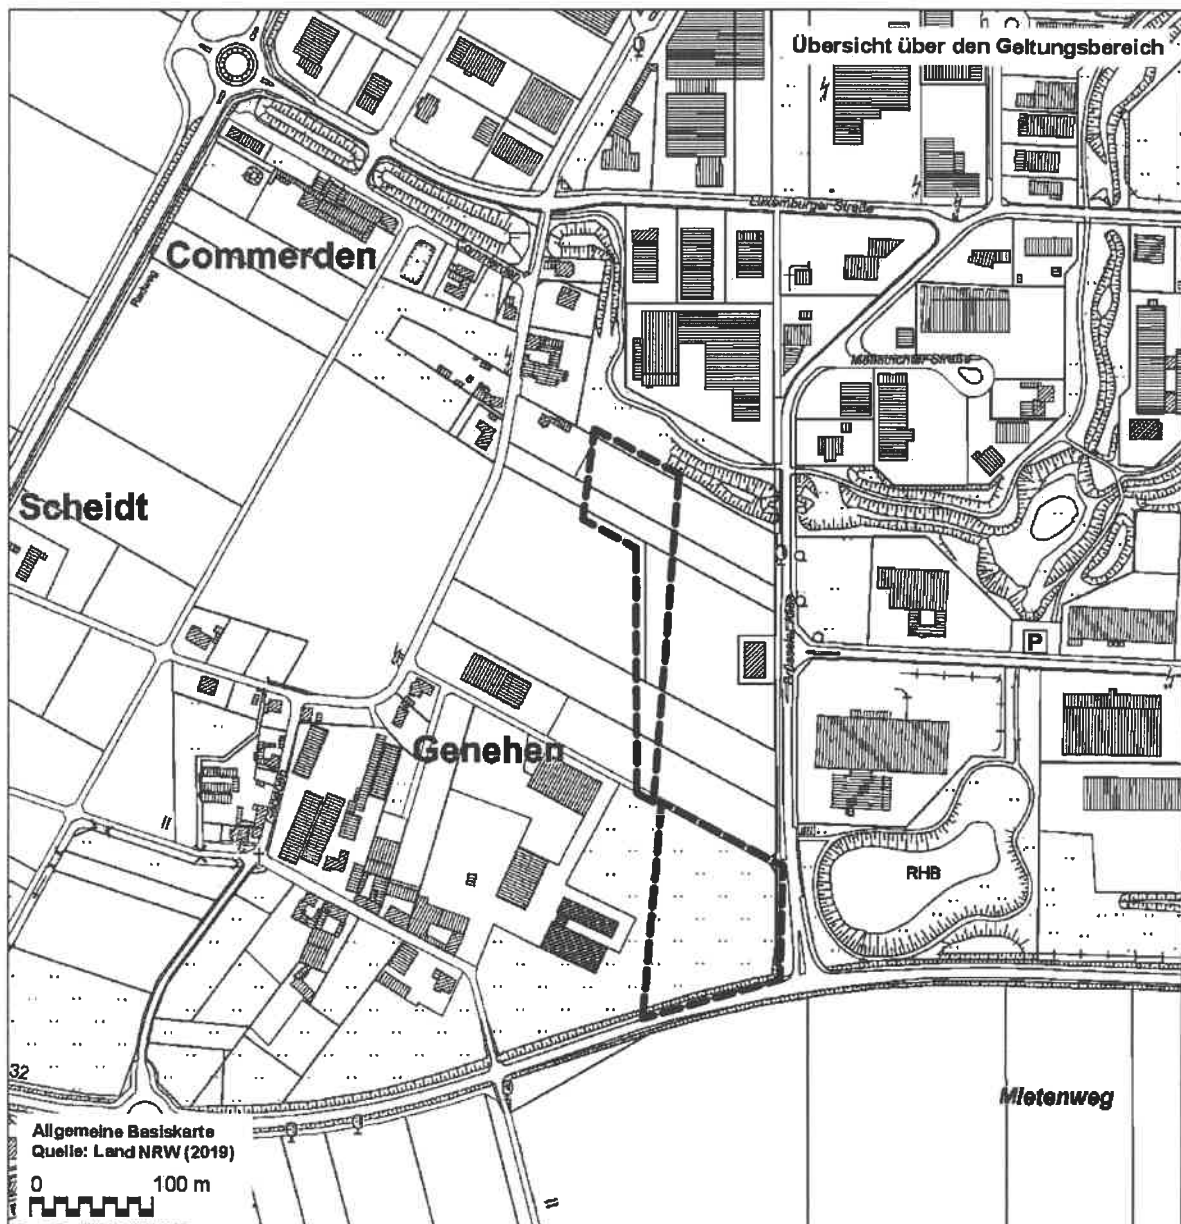 Übersicht über den Geltungsbereich
Luxemburger Straße
Commerden
Radweg
Maastrichter Straße
Scheidt
P
Genehen
RHB
32
Mietenweg
Allgemeine Basiskarte
Quelle: Land NRW (2019)
0 100 m